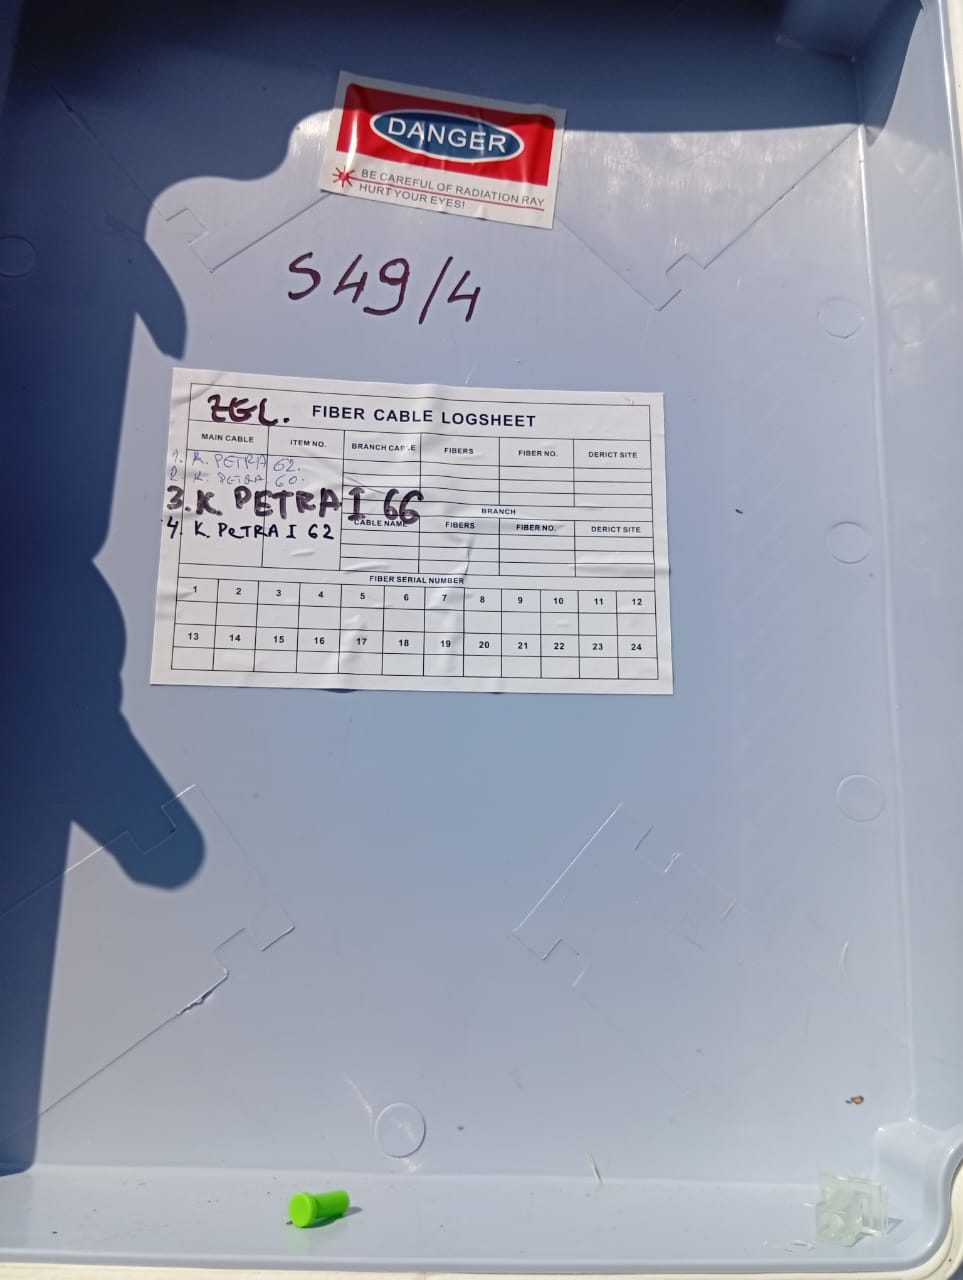 DANGER
BE CAREFUL OF RADIATION RAY
HURT YOUR EYES!
S49/4
ZGL. FIBER CABLE LOGSHEET
MAIN CABLE ITEM NO. BRANCH CABLE FIBERS FIBER NO. DERICT SITE
1. K. PETRA 62.
2. K. PETRA 60.
3. K. PETRA I 66
BRANCH
CABLE NAME FIBERS FIBER NO. DERICT SITE
4. K. PeTRA I 62
FIBER SERIAL NUMBER
1 2 3 4 5 6 7 8 9 10 11 12
13 14 15 16 17 18 19 20 21 22 23 24